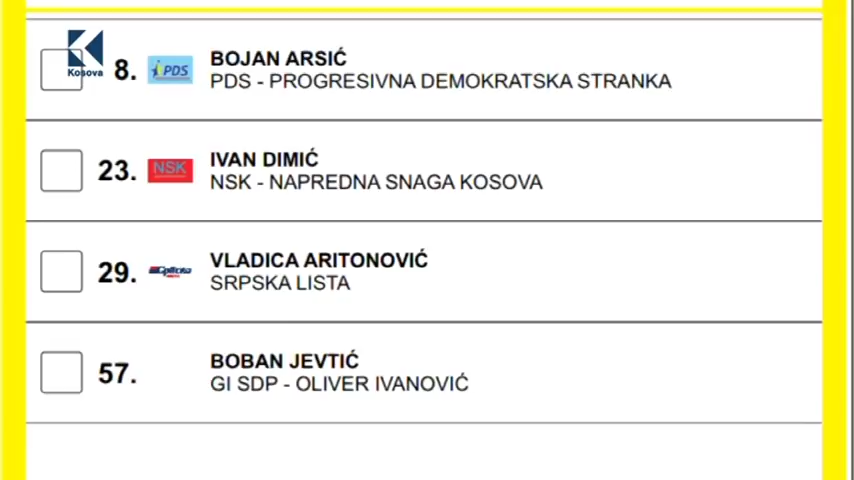 Kosova
8.
PDS
BOJAN ARSIĆ
PDS - PROGRESIVNA DEMOKRATSKA STRANKA
23.
NSK
IVAN DIMIĆ
NSK - NAPREDNA SNAGA KOSOVA
29.
Српска
VLADICA ARITONOVIĆ
SRPSKA LISTA
57.
BOBAN JEVTIĆ
GI SDP - OLIVER IVANOVIĆ